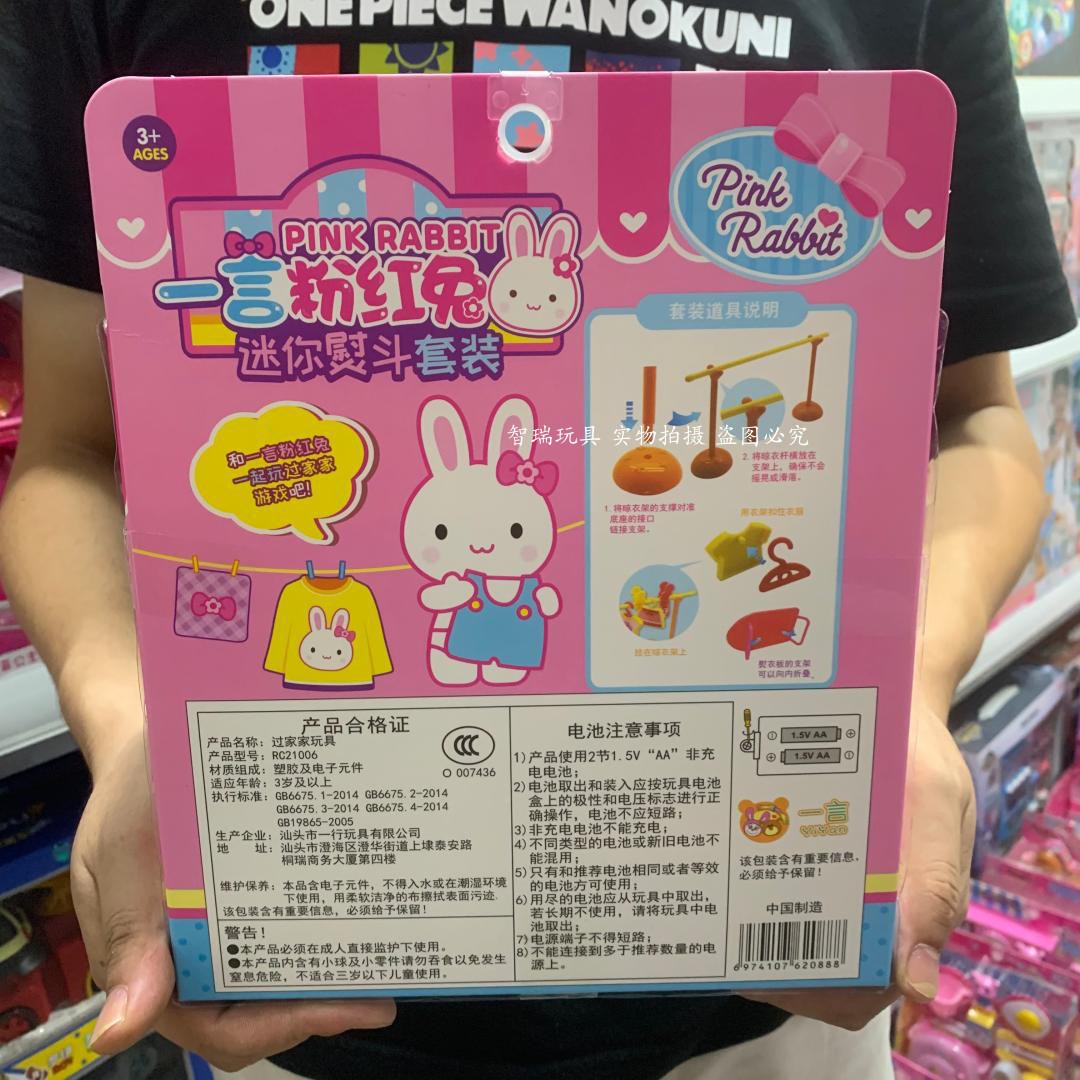 ONE PIECE WANOKUNI
3+
AGES
Pink
Rabbit
PINK RABBIT
一言粉红兔
迷你熨斗套装
套装道具说明
和一言粉红兔
一起玩过家家
游戏吧!
智瑞玩具 实物拍摄 盗图必究
2. 将晾衣杆横放在
支架上, 确保不会
摇晃或滑落。
1. 将晾衣架的支撑对准
底座的接口
链接支架。
用衣架扣住衣服
挂在晾衣架上
熨衣板的支架
可以向内折叠。
产品合格证
产品名称: 过家家玩具
产品型号: RC21006
材质组成: 塑胶及电子元件
适应年龄: 3岁及以上
执行标准: GB6675.1-2014 GB6675.2-2014
GB6675.3-2014 GB6675.4-2014
GB19865-2005
生产企业: 汕头市一行玩具有限公司
地 址: 汕头市澄海区澄华街道上埭泰安路
桐瑞商务大厦第四楼
维护保养: 本品含电子元件, 不得入水或在潮湿环境
下使用, 用柔软洁净的布擦拭表面污迹.
该包装含有重要信息, 必须给予保留!
CCC
O 007436
警告!
●本产品必须在成人直接监护下使用。
●本产品内含有小球及小零件请勿吞食以免发生
窒息危险, 不适合三岁以下儿童使用。
电池注意事项
1)产品使用2节1.5V “AA” 非充
电电池;
2)电池取出和装入应按玩具电池
盒上的极性和电压标志进行正
确操作, 电池不应短路;
3)非充电电池不能充电;
4)不同类型的电池或新旧电池不
能混用;
5)只有和推荐电池相同或者等效
的电池方可使用;
6)用尽的电池应从玩具中取出,
若长期不使用, 请将玩具中电
池取出;
7)电源端子不得短路;
8)不能连接到多于推荐数量的电
源上。
1.5V AA
1.5V AA
一言
YiYan
该包装含有重要信息,
必须给予保留!
中国制造
6974107620888